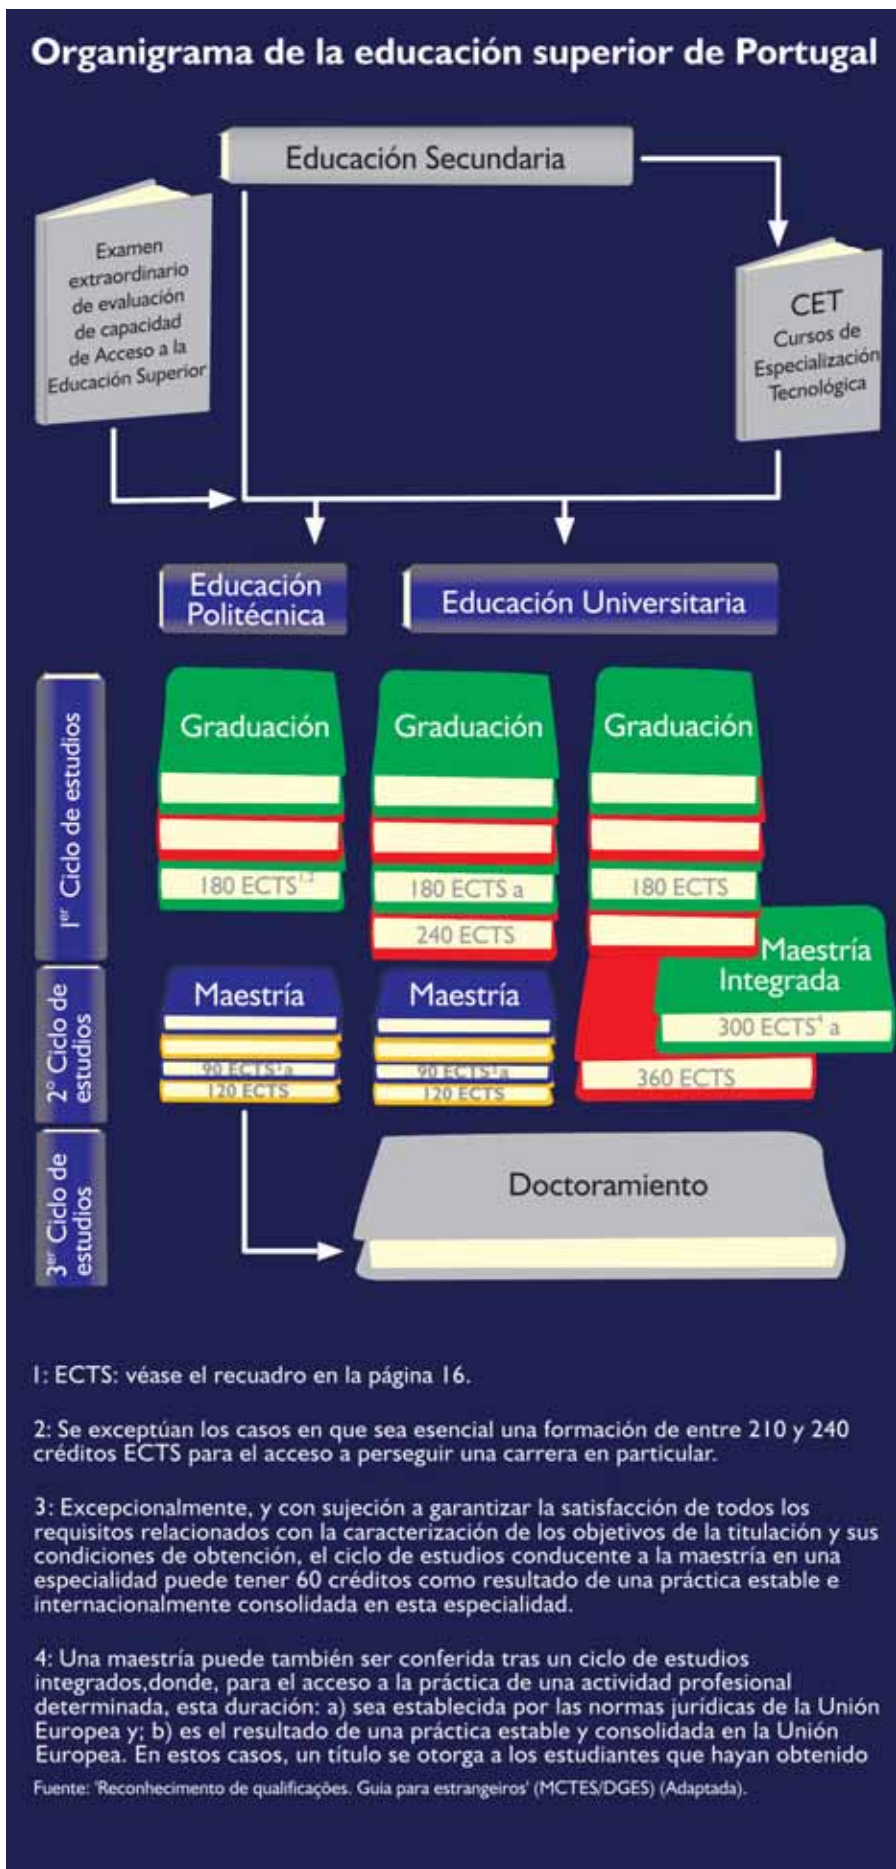 Organigrama de la educación superior de Portugal
Educación Secundaria
Examen
extraordinario
de evaluación
de capacidad
de Acceso a la
Educación Superior
CET
Cursos de
Especialización
Tecnológica
Educación
Politécnica
Educación Universitaria
1er Ciclo de estudios
Graduación
180 ECTS1,2
Graduación
180 ECTS a
240 ECTS
Graduación
180 ECTS
Maestría
Integrada
300 ECTS4 a
360 ECTS
2º Ciclo de
estudios
Maestría
90 ECTS3a
120 ECTS
Maestría
90 ECTS3a
120 ECTS
3er Ciclo de
estudios
Doctoramiento
1: ECTS: véase el recuadro en la página 16.
2: Se exceptúan los casos en que sea esencial una formación de entre 210 y 240
créditos ECTS para el acceso a perseguir una carrera en particular.
3: Excepcionalmente, y con sujeción a garantizar la satisfacción de todos los
requisitos relacionados con la caracterización de los objetivos de la titulación y sus
condiciones de obtención, el ciclo de estudios conducente a la maestría en una
especialidad puede tener 60 créditos como resultado de una práctica estable e
internacionalmente consolidada en esta especialidad.
4: Una maestría puede también ser conferida tras un ciclo de estudios
integrados,donde, para el acceso a la práctica de una actividad profesional
determinada, esta duración: a) sea establecida por las normas jurídicas de la Unión
Europea y; b) es el resultado de una práctica estable y consolidada en la Unión
Europea. En estos casos, un título se otorga a los estudiantes que hayan obtenido
Fuente: 'Reconhecimento de qualificações. Guia para estrangeiros' (MCTES/DGES) (Adaptada).